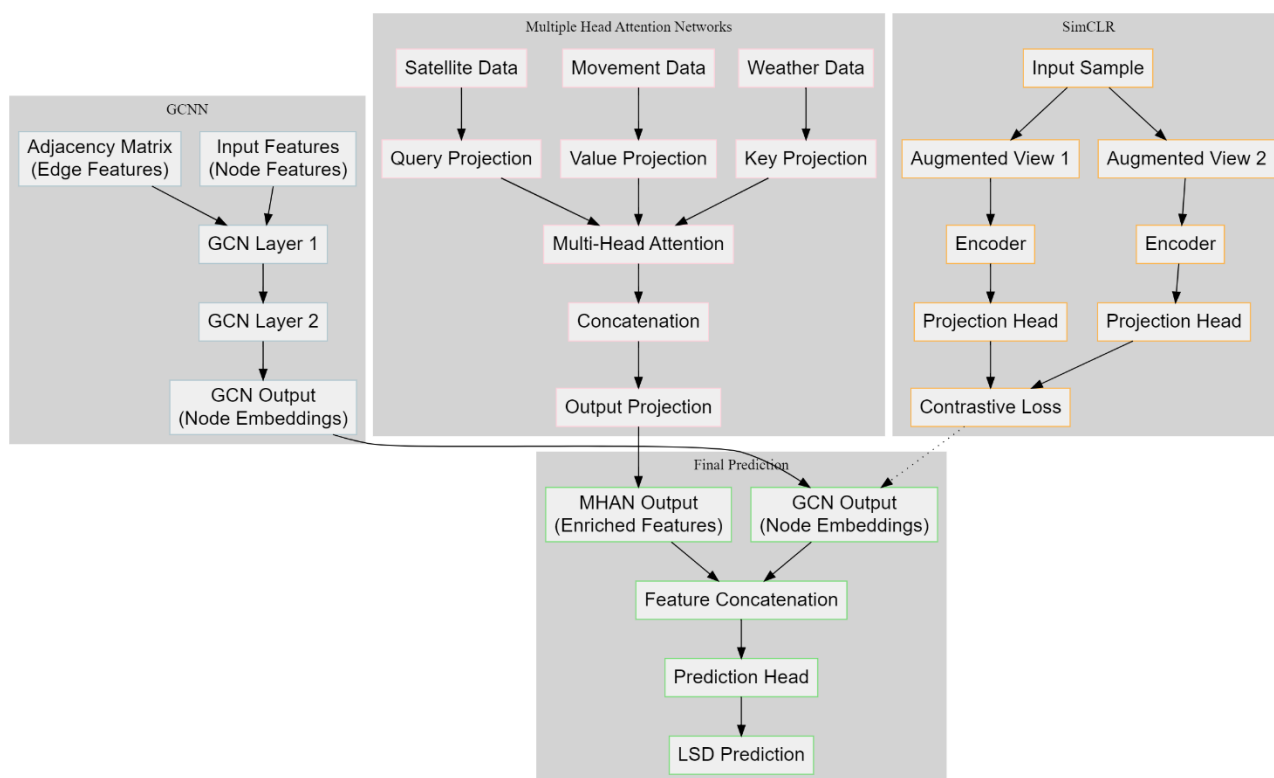 GCNN
Adjacency Matrix
(Edge Features)
Input Features
(Node Features)
GCN Layer 1
GCN Layer 2
GCN Output
(Node Embeddings)
Multiple Head Attention Networks
Satellite Data
Movement Data
Weather Data
Query Projection
Value Projection
Key Projection
Multi-Head Attention
Concatenation
Output Projection
SimCLR
Input Sample
Augmented View 1
Augmented View 2
Encoder
Encoder
Projection Head
Projection Head
Contrastive Loss
Final Prediction
MHAN Output
(Enriched Features)
GCN Output
(Node Embeddings)
Feature Concatenation
Prediction Head
LSD Prediction